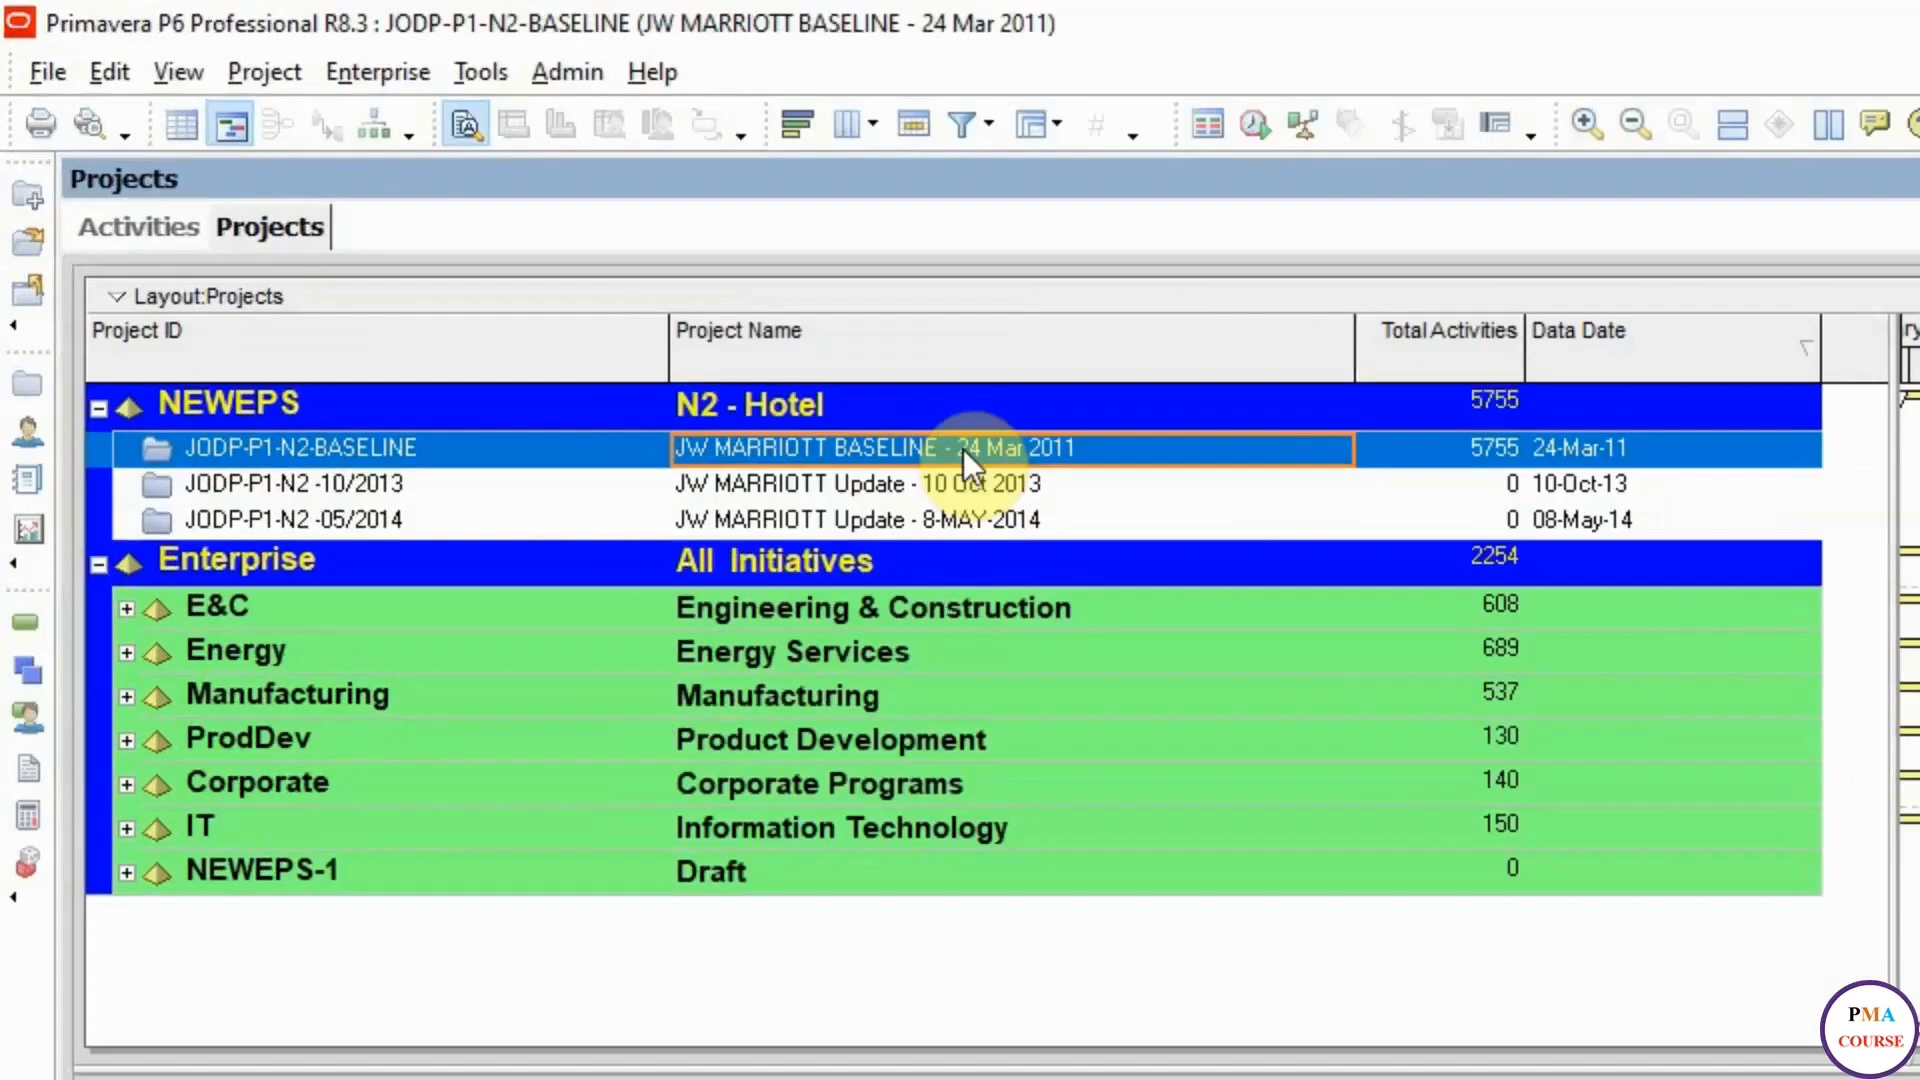 Primavera P6 Professional R8.3 : JODP-P1-N2-BASELINE (JW MARRIOTT BASELINE - 24 Mar 2011)
File Edit View Project Enterprise Tools Admin Help
Projects
Activities Projects
Layout:Projects
Project ID Project Name Total Activities Data Date
NEWEPS N2 - Hotel 5755
JODP-P1-N2-BASELINE JW MARRIOTT BASELINE - 24 Mar 2011 5755 24-Mar-11
JODP-P1-N2 -10/2013 JW MARRIOTT Update - 10 Oct 2013 0 10-Oct-13
JODP-P1-N2 -05/2014 JW MARRIOTT Update - 8-MAY-2014 0 08-May-14
Enterprise All Initiatives 2254
E&C Engineering & Construction 608
Energy Energy Services 689
Manufacturing Manufacturing 537
ProdDev Product Development 130
Corporate Corporate Programs 140
IT Information Technology 150
NEWEPS-1 Draft 0
PMA
COURSE